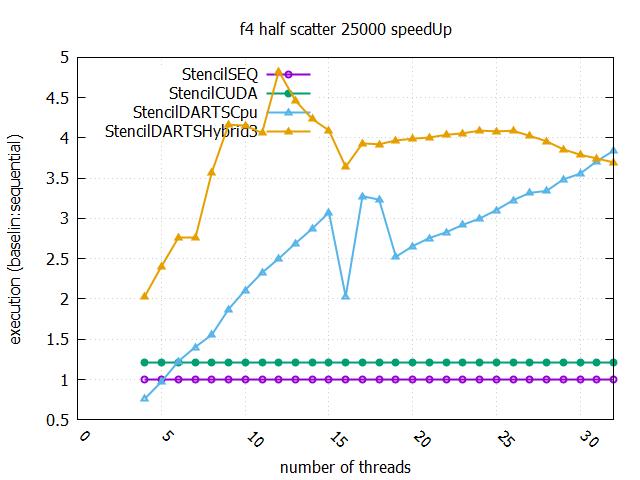 f4 half scatter 25000 speedUp
5
4.5
4
3.5
3
2.5
2
1.5
1
0.5
execution (baselin:sequential)
StencilSEQ
StencilCUDA
StencilDARTSCpu
StencilDARTSHybrid3
0 5 10 15 20 25 30
number of threads